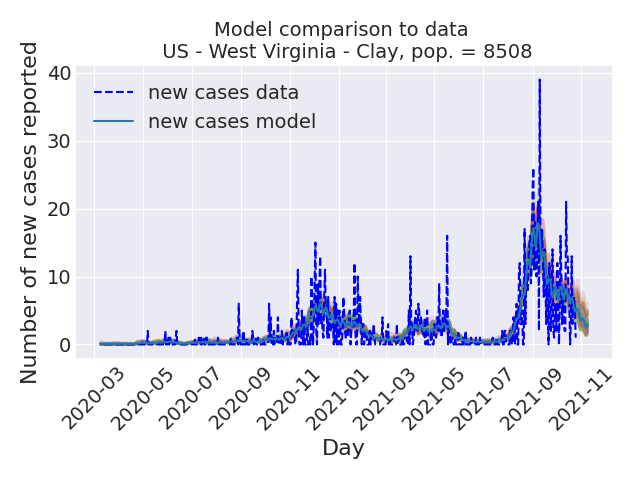 Model comparison to data
US - West Virginia - Clay, pop. = 8508
Number of new cases reported
40
30
20
10
0
new cases data
new cases model
2020-03
2020-05
2020-07
2020-09
2020-11
2021-01
2021-03
2021-05
2021-07
2021-09
2021-11
Day